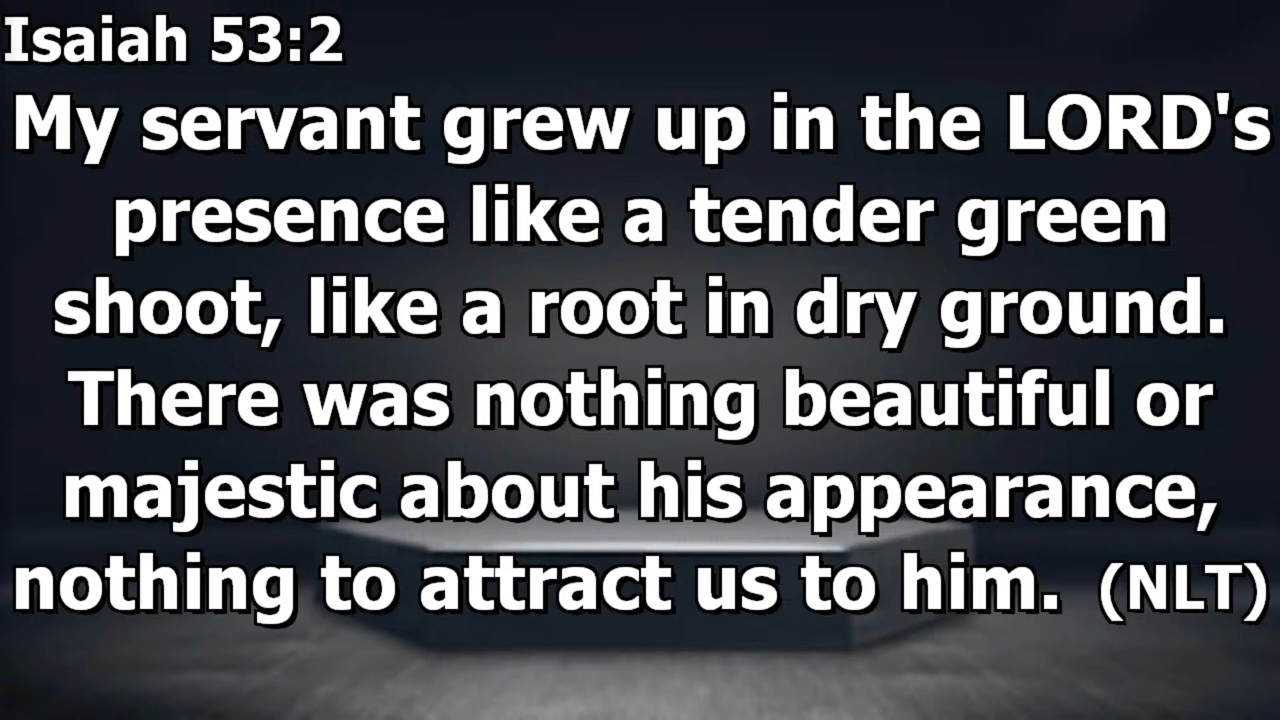 Isaiah 53:2
My servant grew up in the LORD's
presence like a tender green
shoot, like a root in dry ground.
There was nothing beautiful or
majestic about his appearance,
nothing to attract us to him. (NLT)